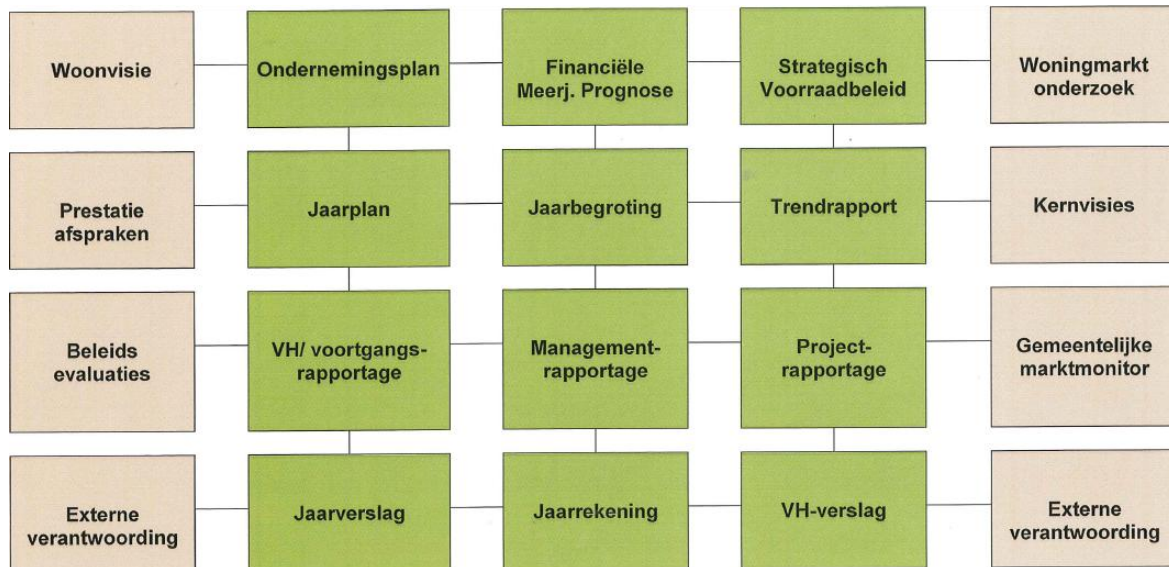 Woonvisie
Ondernemingsplan
Financiële
Meerj. Prognose
Strategisch
Voorraadbeleid
Woningmarkt
onderzoek
Prestatie
afspraken
Jaarplan
Jaarbegroting
Trendrapport
Kernvisies
Beleids
evaluaties
VH/ voortgangs-
rapportage
Management-
rapportage
Project-
rapportage
Gemeentelijke
marktmonitor
Externe
verantwoording
Jaarverslag
Jaarrekening
VH-verslag
Externe
verantwoording